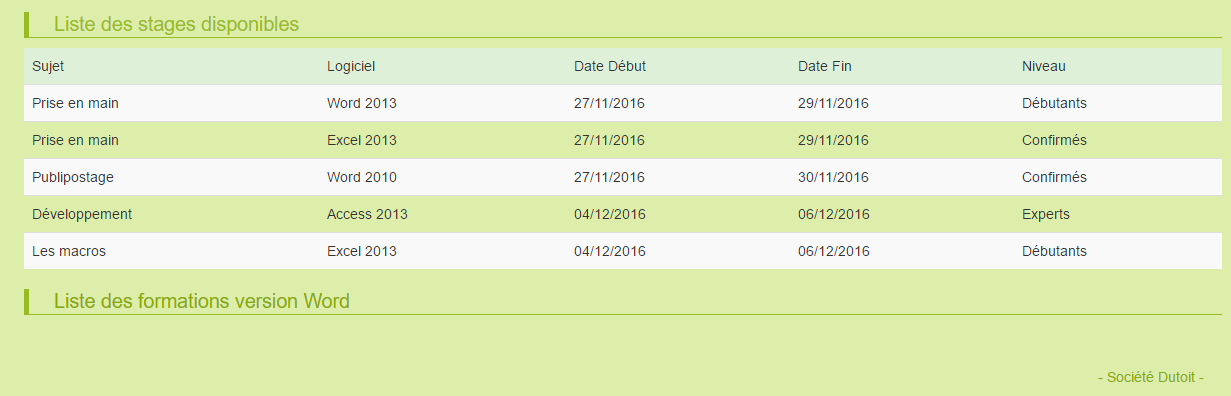 Liste des stages disponibles
Sujet Logiciel Date Début Date Fin Niveau
Prise en main Word 2013 27/11/2016 29/11/2016 Débutants
Prise en main Excel 2013 27/11/2016 29/11/2016 Confirmés
Publipostage Word 2010 27/11/2016 30/11/2016 Confirmés
Développement Access 2013 04/12/2016 06/12/2016 Experts
Les macros Excel 2013 04/12/2016 06/12/2016 Débutants
Liste des formations version Word
- Société Dutoit -